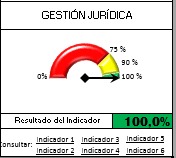 GESTIÓN JURÍDICA
75 %
90 %
0%
100 %
Resultado del Indicador 100,0%
Consultar: Indicador 1 Indicador 3 Indicador 5
Indicador 2 Indicador 4 Indicador 6